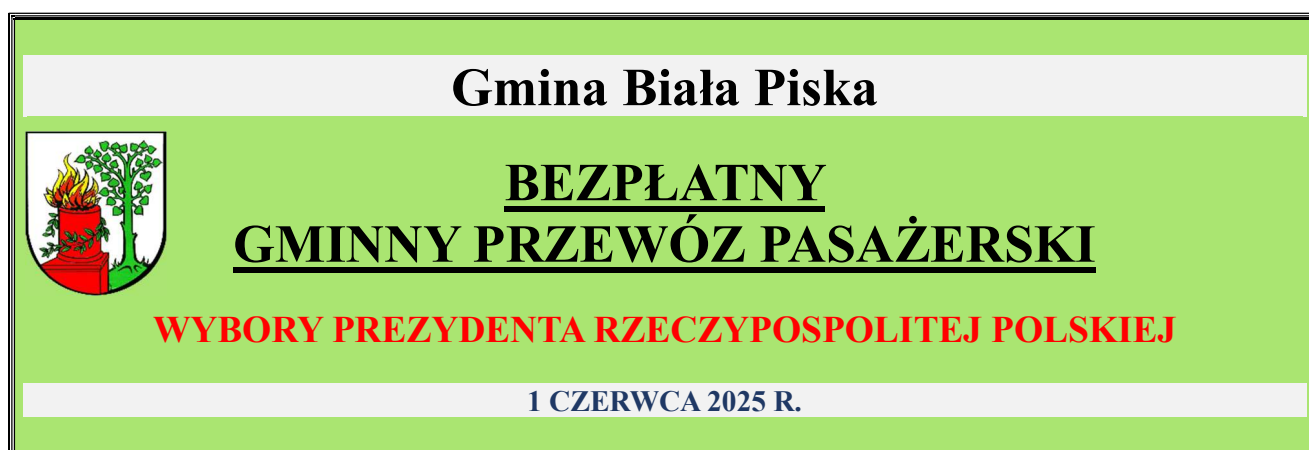 Gmina Biała Piska
BEZPŁATNY
GMINNY PRZEWÓZ PASAŻERSKI
WYBORY PREZYDENTA RZECZYPOSPOLITEJ POLSKIEJ
1 CZERWCA 2025 R.